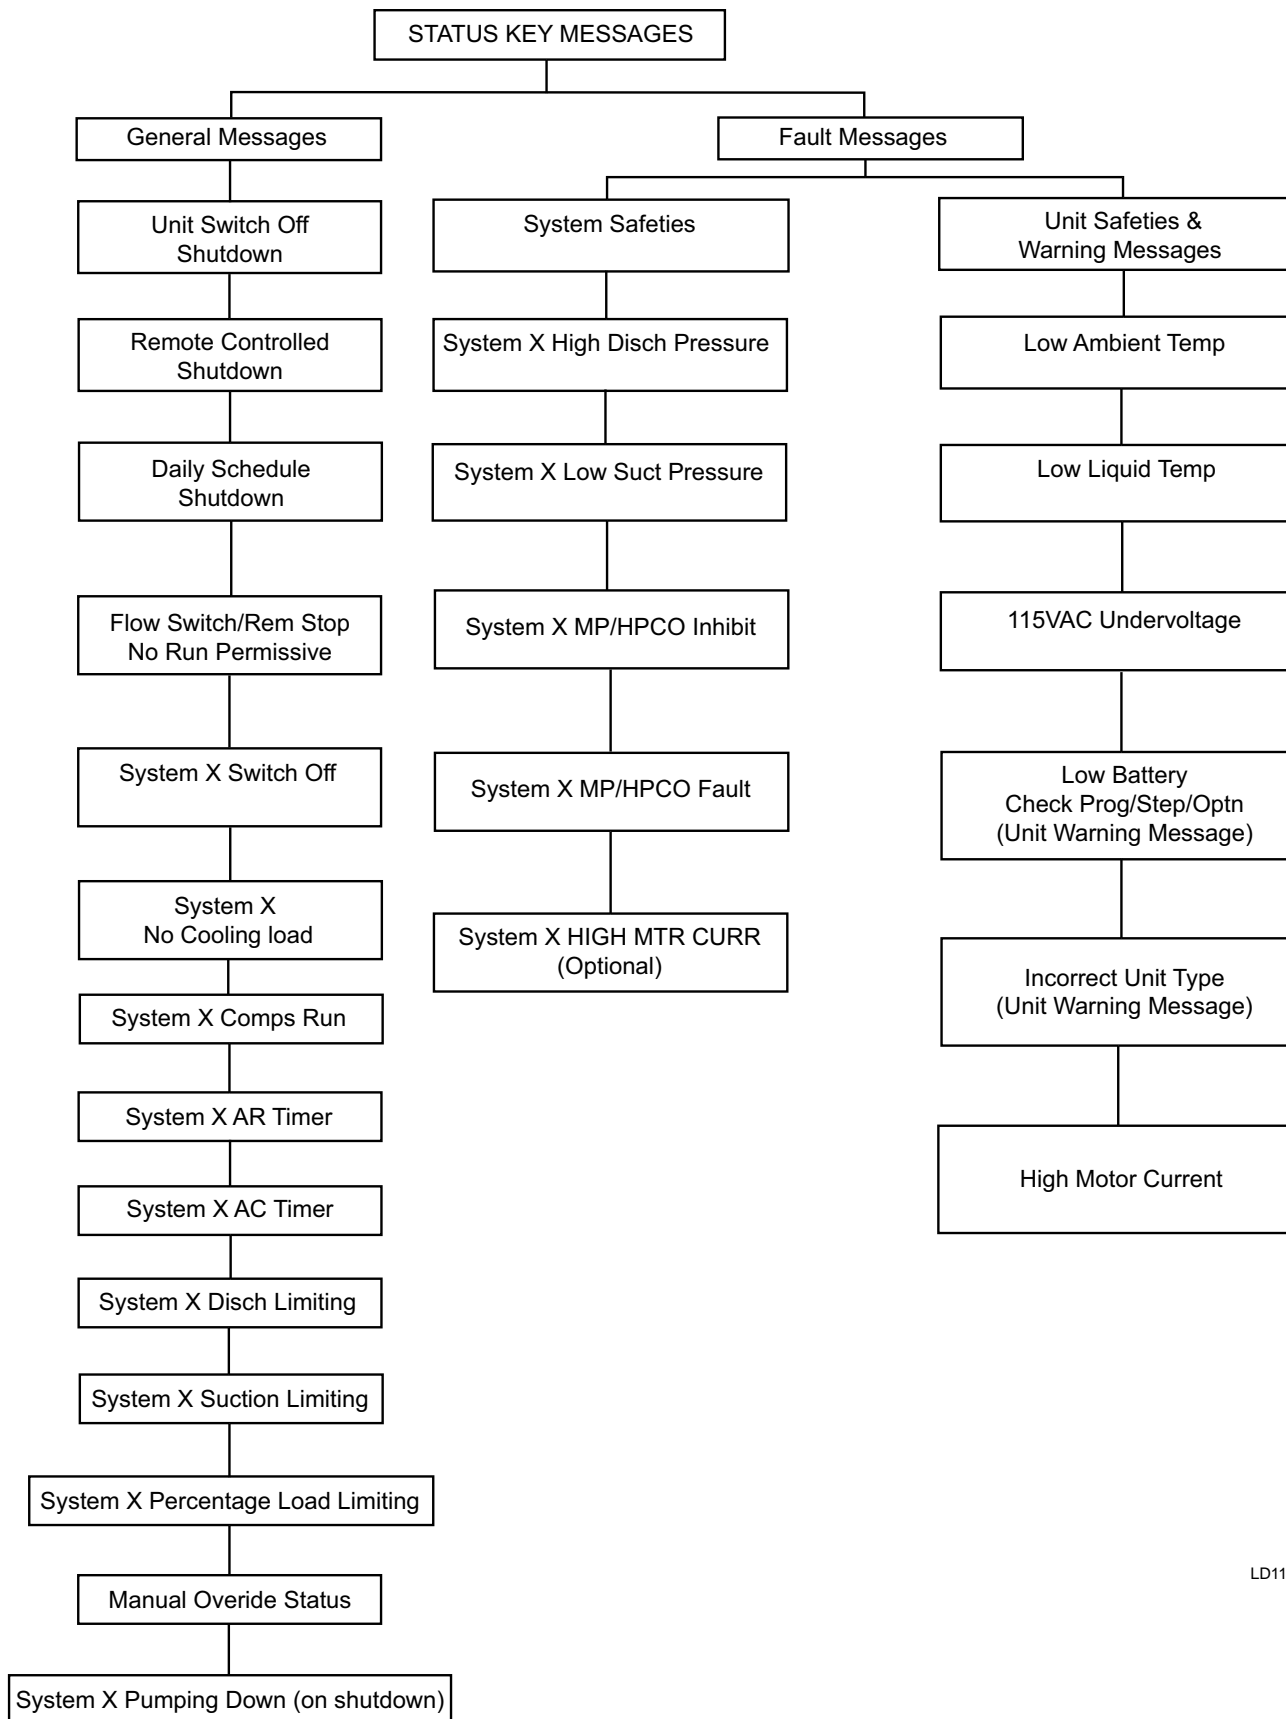 STATUS KEY MESSAGES
General Messages
Fault Messages
Unit Switch Off
Shutdown
Remote Controlled
Shutdown
Daily Schedule
Shutdown
Flow Switch/Rem Stop
No Run Permissive
System X Switch Off
System X
No Cooling load
System X Comps Run
System X AR Timer
System X AC Timer
System X Disch Limiting
System X Suction Limiting
System X Percentage Load Limiting
Manual Overide Status
System X Pumping Down (on shutdown)
System Safeties
System X High Disch Pressure
System X Low Suct Pressure
System X MP/HPCO Inhibit
System X MP/HPCO Fault
System X HIGH MTR CURR
(Optional)
Unit Safeties &
Warning Messages
Low Ambient Temp
Low Liquid Temp
115VAC Undervoltage
Low Battery
Check Prog/Step/Optn
(Unit Warning Message)
Incorrect Unit Type
(Unit Warning Message)
High Motor Current
LD11